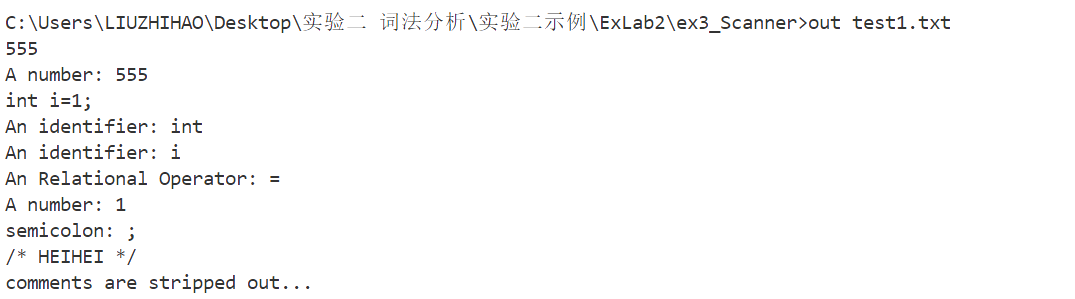 C:\Users\LIUZHIHAO\Desktop\实验二 词法分析\实验二示例\ExLab2\ex3_Scanner>out test1.txt
555
A number: 555
int i=1;
An identifier: int
An identifier: i
An Relational Operator: =
A number: 1
semicolon: ;
/* HEIHEI */
comments are stripped out...